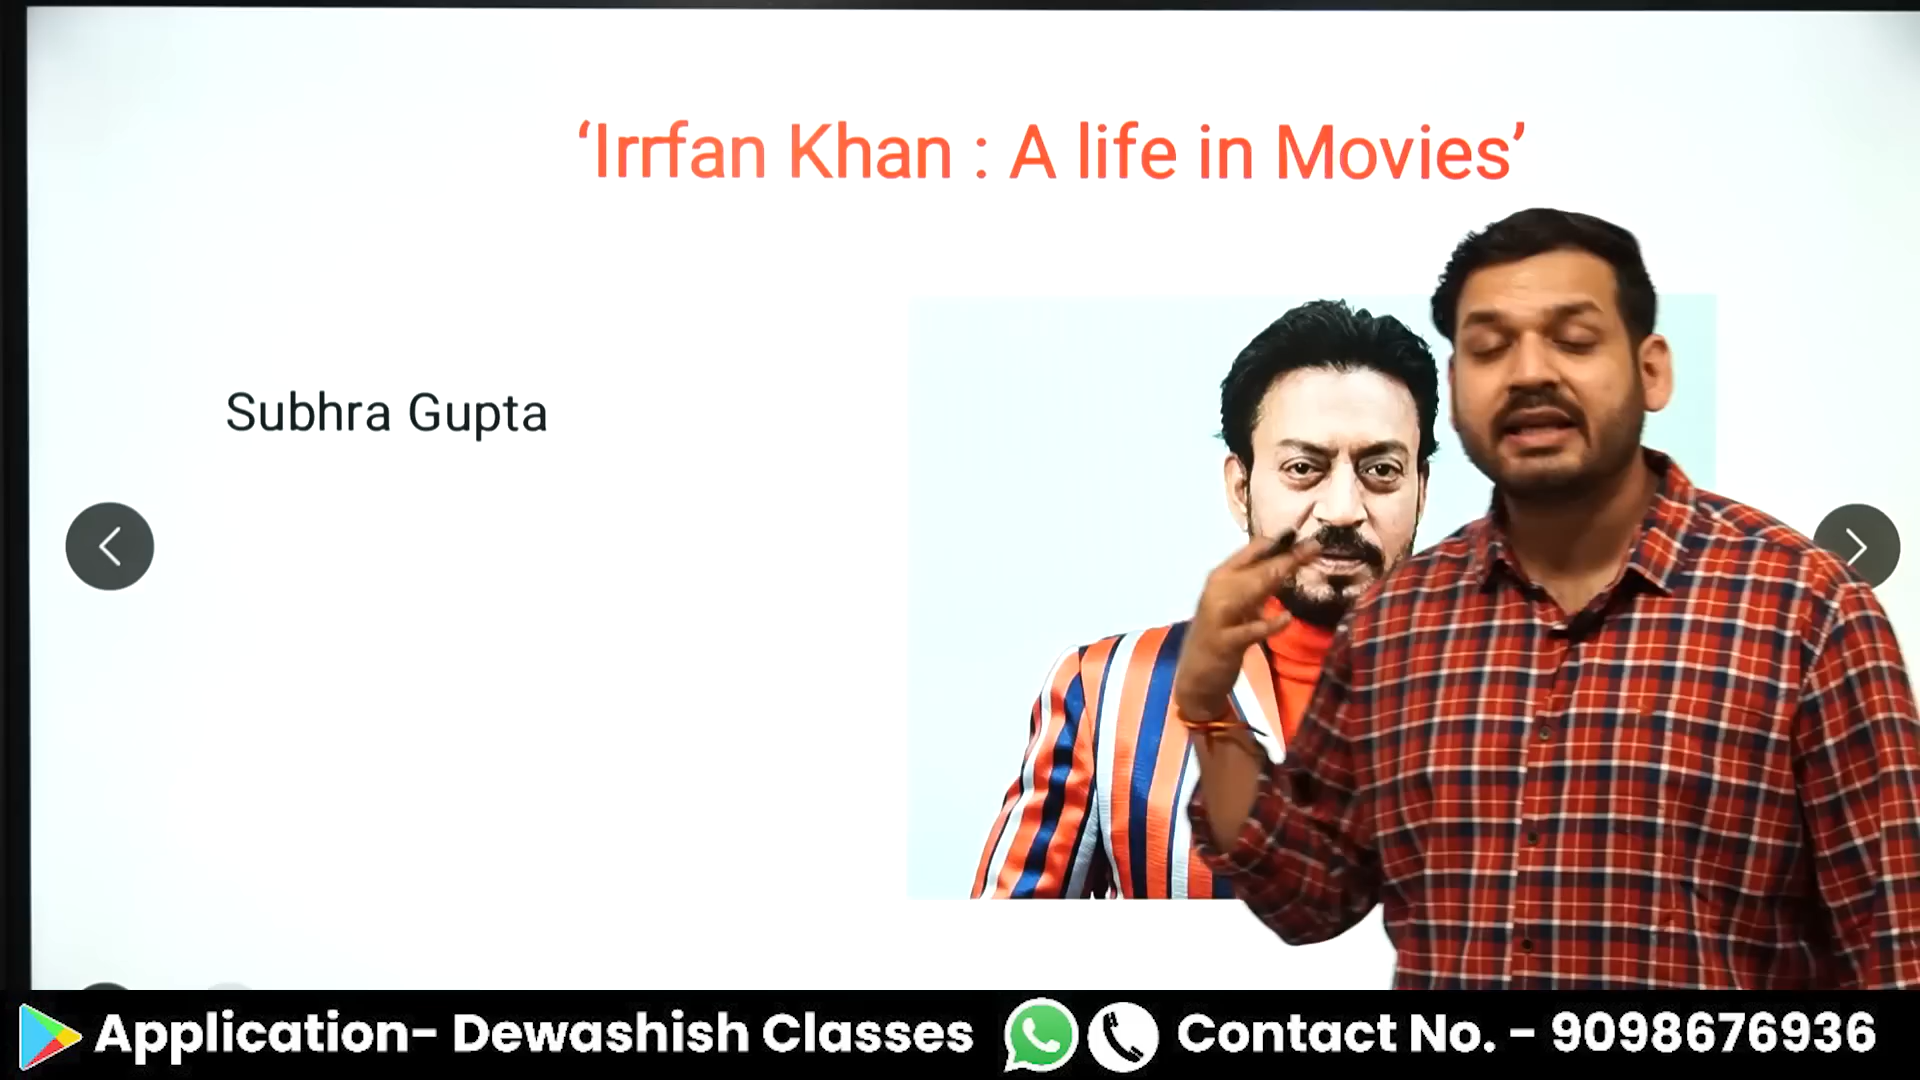 ‘Irrfan Khan : A life in Movies’
Subhra Gupta
Application- Dewashish Classes
Contact No. - 9098676936